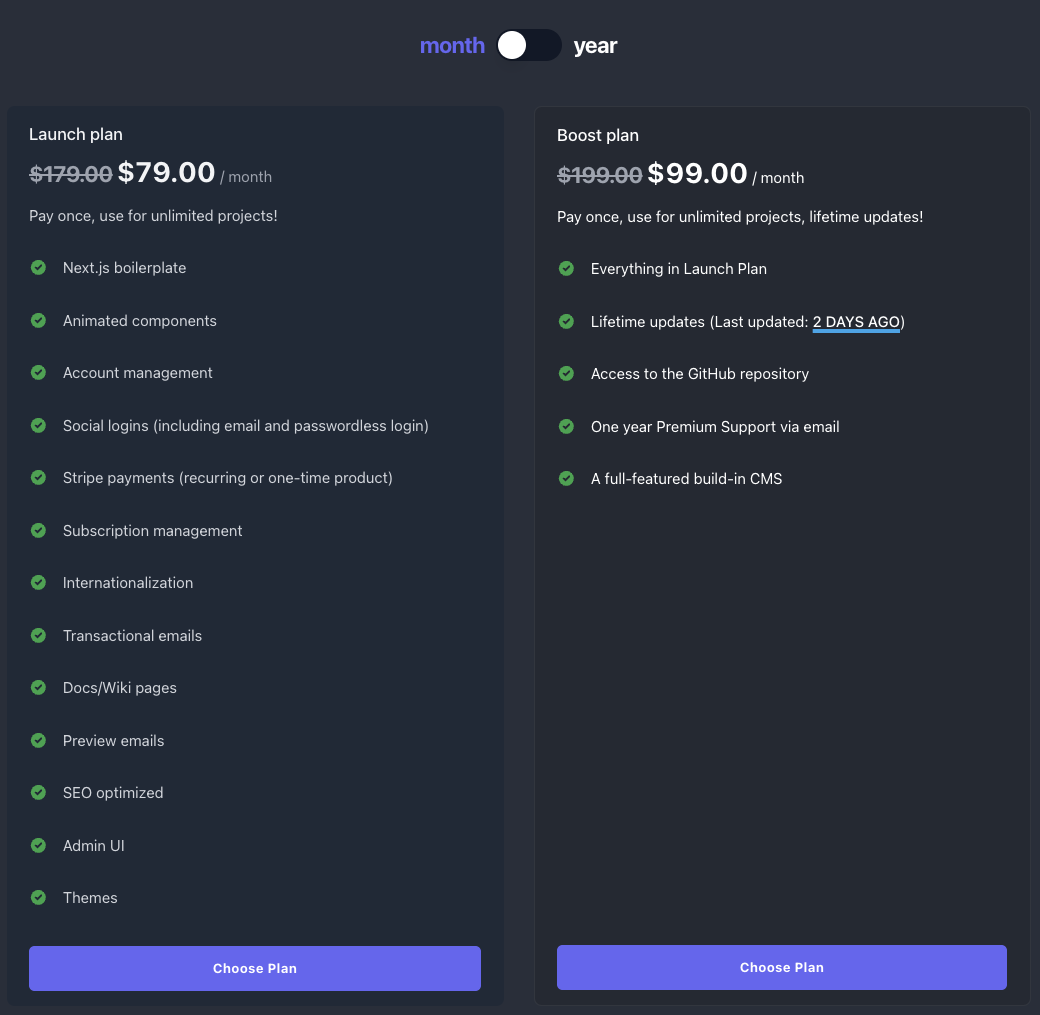 month year
Launch plan
$179.00 $79.00 / month
Pay once, use for unlimited projects!
Next.js boilerplate
Animated components
Account management
Social logins (including email and passwordless login)
Stripe payments (recurring or one-time product)
Subscription management
Internationalization
Transactional emails
Docs/Wiki pages
Preview emails
SEO optimized
Admin UI
Themes
Choose Plan
Boost plan
$199.00 $99.00 / month
Pay once, use for unlimited projects, lifetime updates!
Everything in Launch Plan
Lifetime updates (Last updated: 2 DAYS AGO)
Access to the GitHub repository
One year Premium Support via email
A full-featured build-in CMS
Choose Plan